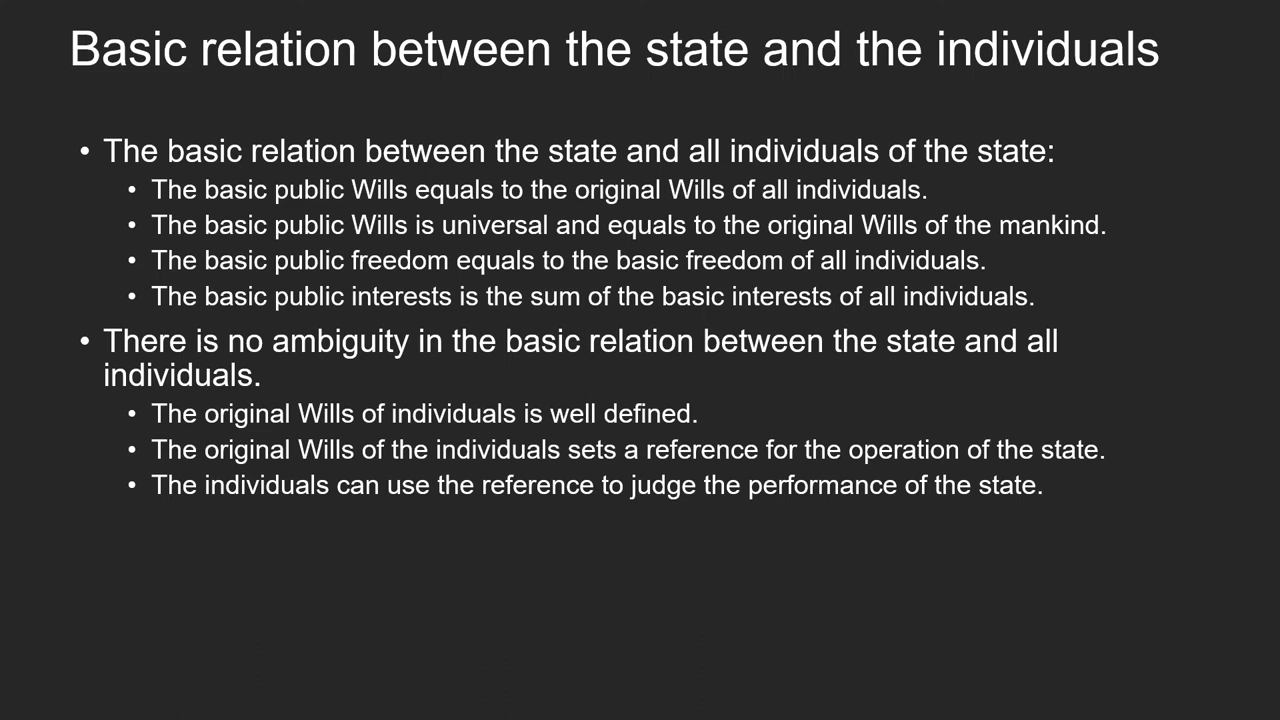 Basic relation between the state and the individuals
• The basic relation between the state and all individuals of the state:
• The basic public Wills equals to the original Wills of all individuals.
• The basic public Wills is universal and equals to the original Wills of the mankind.
• The basic public freedom equals to the basic freedom of all individuals.
• The basic public interests is the sum of the basic interests of all individuals.
• There is no ambiguity in the basic relation between the state and all
individuals.
• The original Wills of individuals is well defined.
• The original Wills of the individuals sets a reference for the operation of the state.
• The individuals can use the reference to judge the performance of the state.